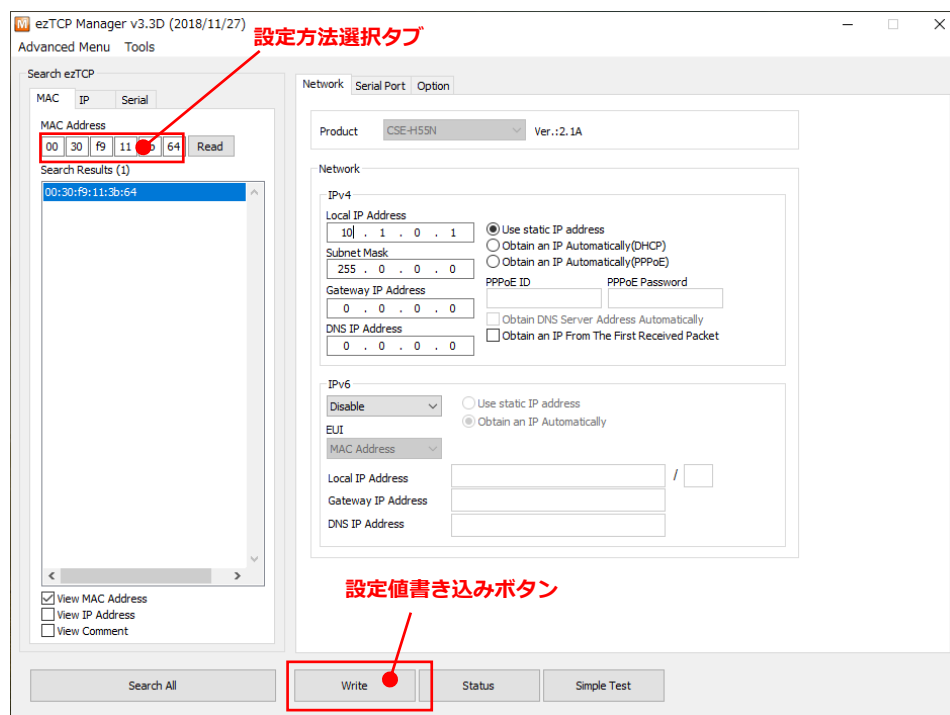 ezTCP Manager v3.3D (2018/11/27)
Advanced Menu Tools
設定方法選択タブ
Search ezTCP
MAC IP Serial
MAC Address
00 30 f9 11 64 Read
Search Results (1)
00:30:f9:11:3b:64
View MAC Address
View IP Address
View Comment
Search All
Network Serial Port Option
Product CSE-H55N Ver.:2.1A
Network
IPv4
Local IP Address
10 . 1 . 0 . 1
Subnet Mask
255 . 0 . 0 . 0
Gateway IP Address
0 . 0 . 0 . 0
DNS IP Address
0 . 0 . 0 . 0
Use static IP address
Obtain an IP Automatically(DHCP)
Obtain an IP Automatically(PPPoE)
PPPoE ID PPPoE Password
Obtain DNS Server Address Automatically
Obtain an IP From The First Received Packet
IPv6
Disable
EUI
MAC Address
Use static IP address
Obtain an IP Automatically
Local IP Address /
Gateway IP Address
DNS IP Address
設定値書き込みボタン
Write Status Simple Test